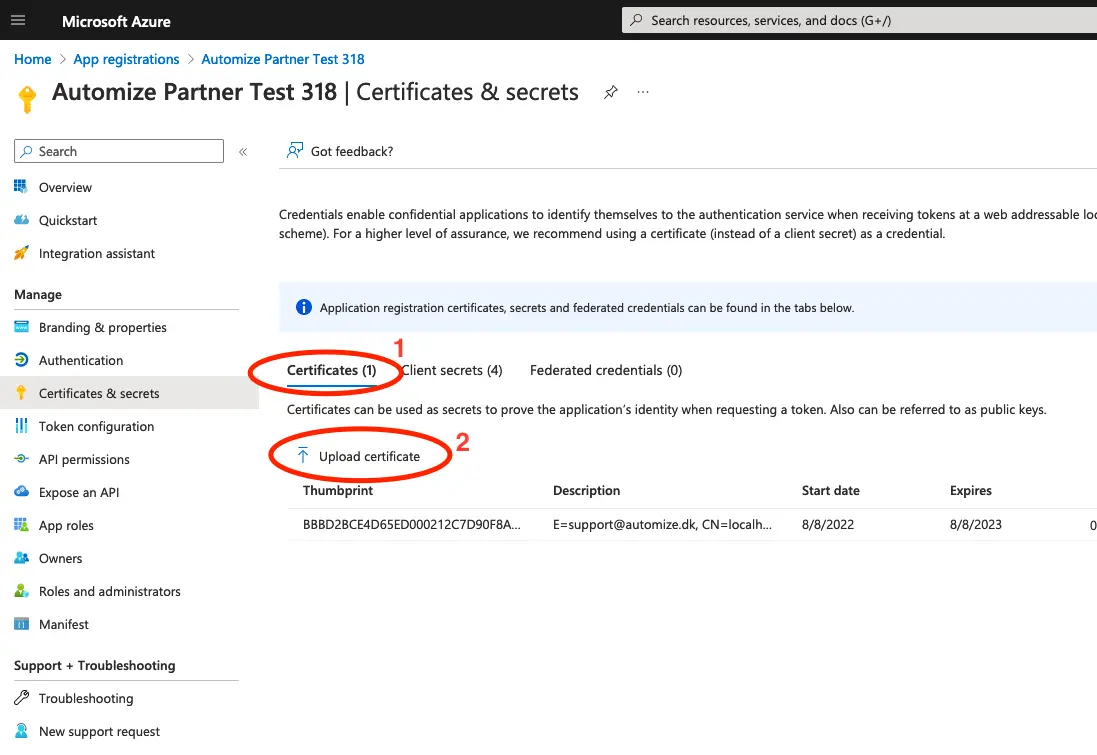 Microsoft Azure
Search resources, services, and docs (G+/)
Home > App registrations > Automize Partner Test 318
Automize Partner Test 318 | Certificates & secrets ...
Search «
Overview
Quickstart
Integration assistant
Manage
Branding & properties
Authentication
Certificates & secrets
Token configuration
API permissions
Expose an API
App roles
Owners
Roles and administrators
Manifest
Support + Troubleshooting
Troubleshooting
New support request
Got feedback?
Credentials enable confidential applications to identify themselves to the authentication service when receiving tokens at a web addressable loc
scheme). For a higher level of assurance, we recommend using a certificate (instead of a client secret) as a credential.
Application registration certificates, secrets and federated credentials can be found in the tabs below.
1
Certificates (1) Client secrets (4) Federated credentials (0)
Certificates can be used as secrets to prove the application's identity when requesting a token. Also can be referred to as public keys.
2
Upload certificate
Thumbprint Description Start date Expires
BBBD2BCE4D65ED000212C7D90F8A... E=support@automize.dk, CN=localh... 8/8/2022 8/8/2023 0